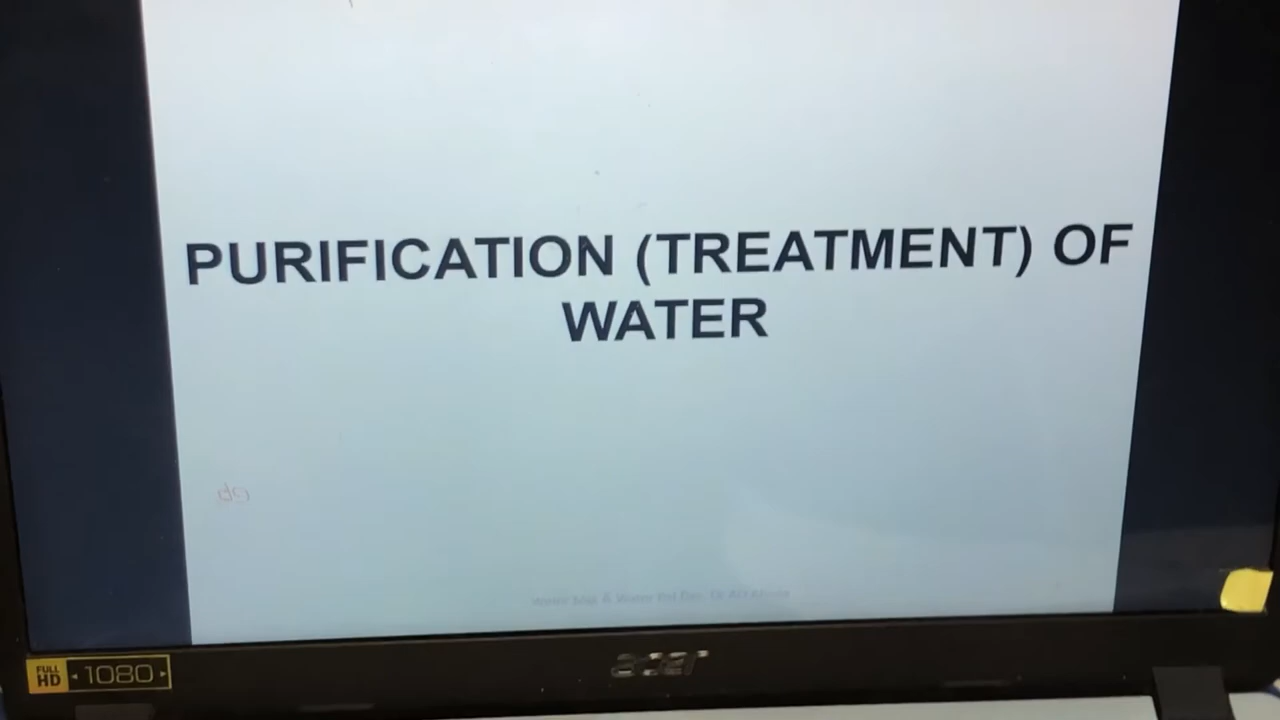 PURIFICATION (TREATMENT) OF
WATER
FULL
HD
1080
acer